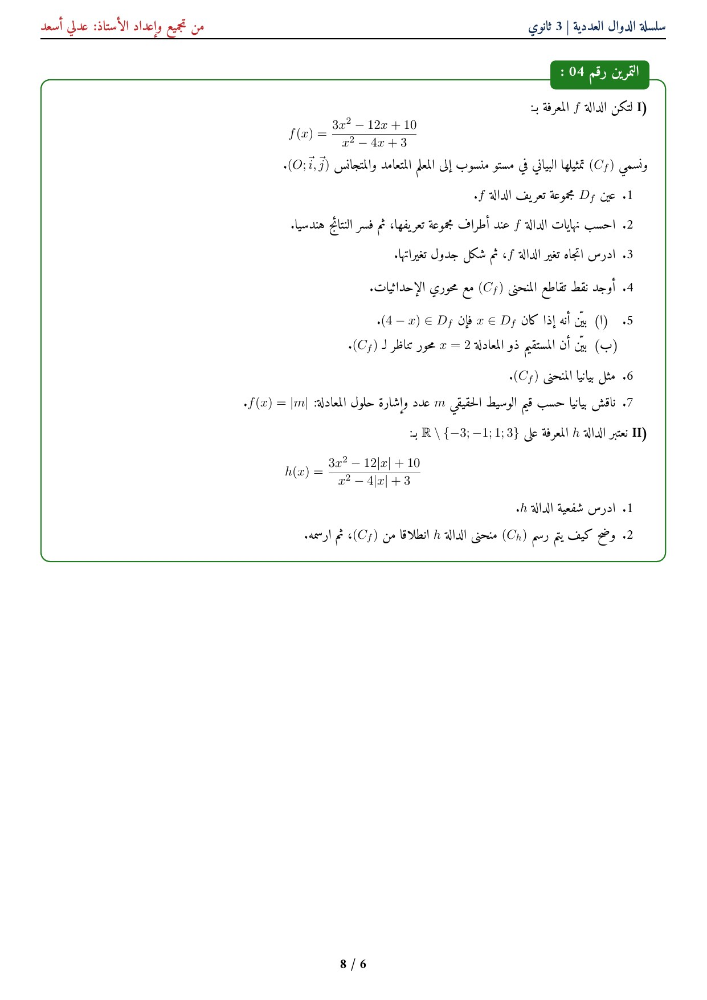 سلسلة الدوال العددية | 3 ثانوي
من تجميع وإعداد الأستاذ: عدلي أسعد
التمرين رقم 04 :
I) لتكن الدالة f المعرفة بـ:
f(x) = \frac{3x^2 - 12x + 10}{x^2 - 4x + 3}
ونسمي (C_f) تمثيلها البياني في مستو منسوب إلى المعلم المتعامد والمتجانس (O; \vec{i}, \vec{j}).
1. عين D_f مجموعة تعريف الدالة f.
2. احسب نهايات الدالة f عند أطراف مجموعة تعريفها، ثم فسر النتائج هندسيا.
3. ادرس اتجاه تغير الدالة f، ثم شكل جدول تغيراتها.
4. أوجد نقط تقاطع المنحنى (C_f) مع محوري الإحداثيات.
5. (ا) بيّن أنه إذا كان x ∈ D_f فإن (4 − x) ∈ D_f.
(ب) بيّن أن المستقيم ذو المعادلة x = 2 محور تناظر لـ (C_f).
6. مثل بيانيا المنحنى (C_f).
7. ناقش بيانيا حسب قيم الوسيط الحقيقي m عدد وإشارة حلول المعادلة: f(x) = |m|.
II) نعتبر الدالة h المعرفة على ℝ \ {−3; −1; 1; 3} بـ:
h(x) = \frac{3x^2 - 12|x| + 10}{x^2 - 4|x| + 3}
1. ادرس شفعية الدالة h.
2. وضح كيف يتم رسم (C_h) منحنى الدالة h انطلاقا من (C_f)، ثم ارسمه.
8 / 6